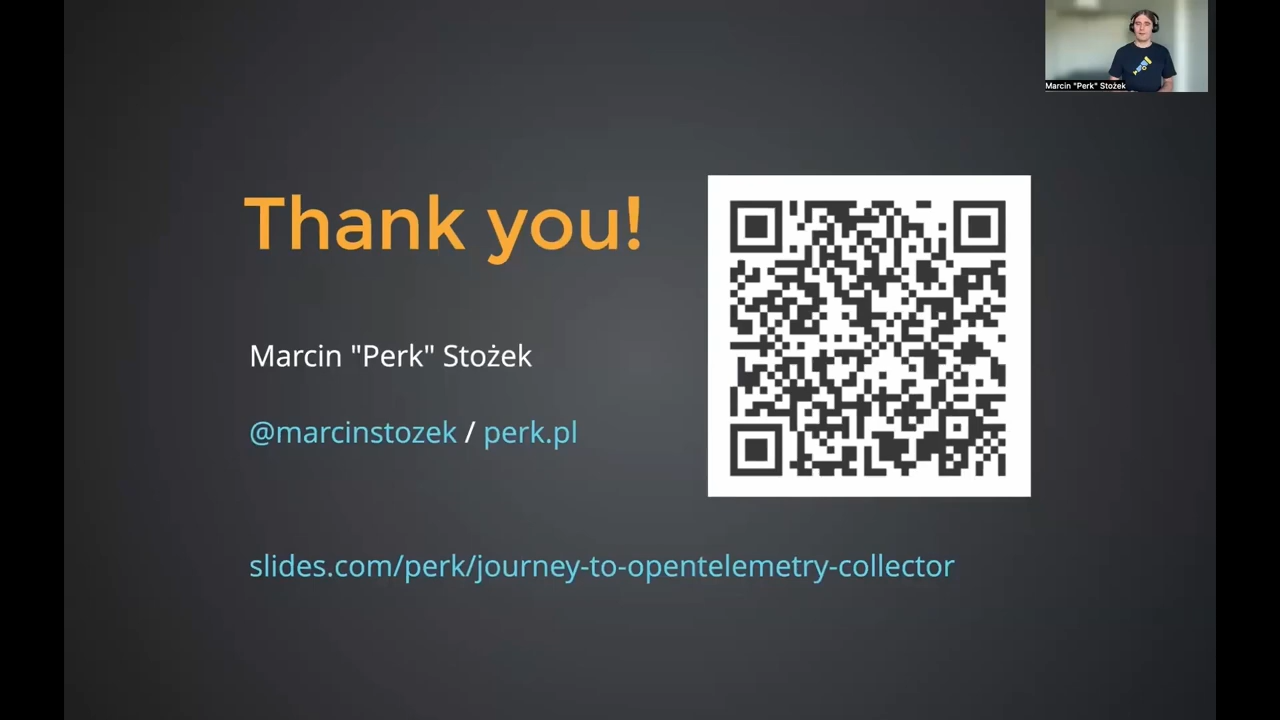 Marcin "Perk" Stożek
Thank you!
Marcin "Perk" Stożek
@marcinstozek / perk.pl
slides.com/perk/journey-to-opentelemetry-collector